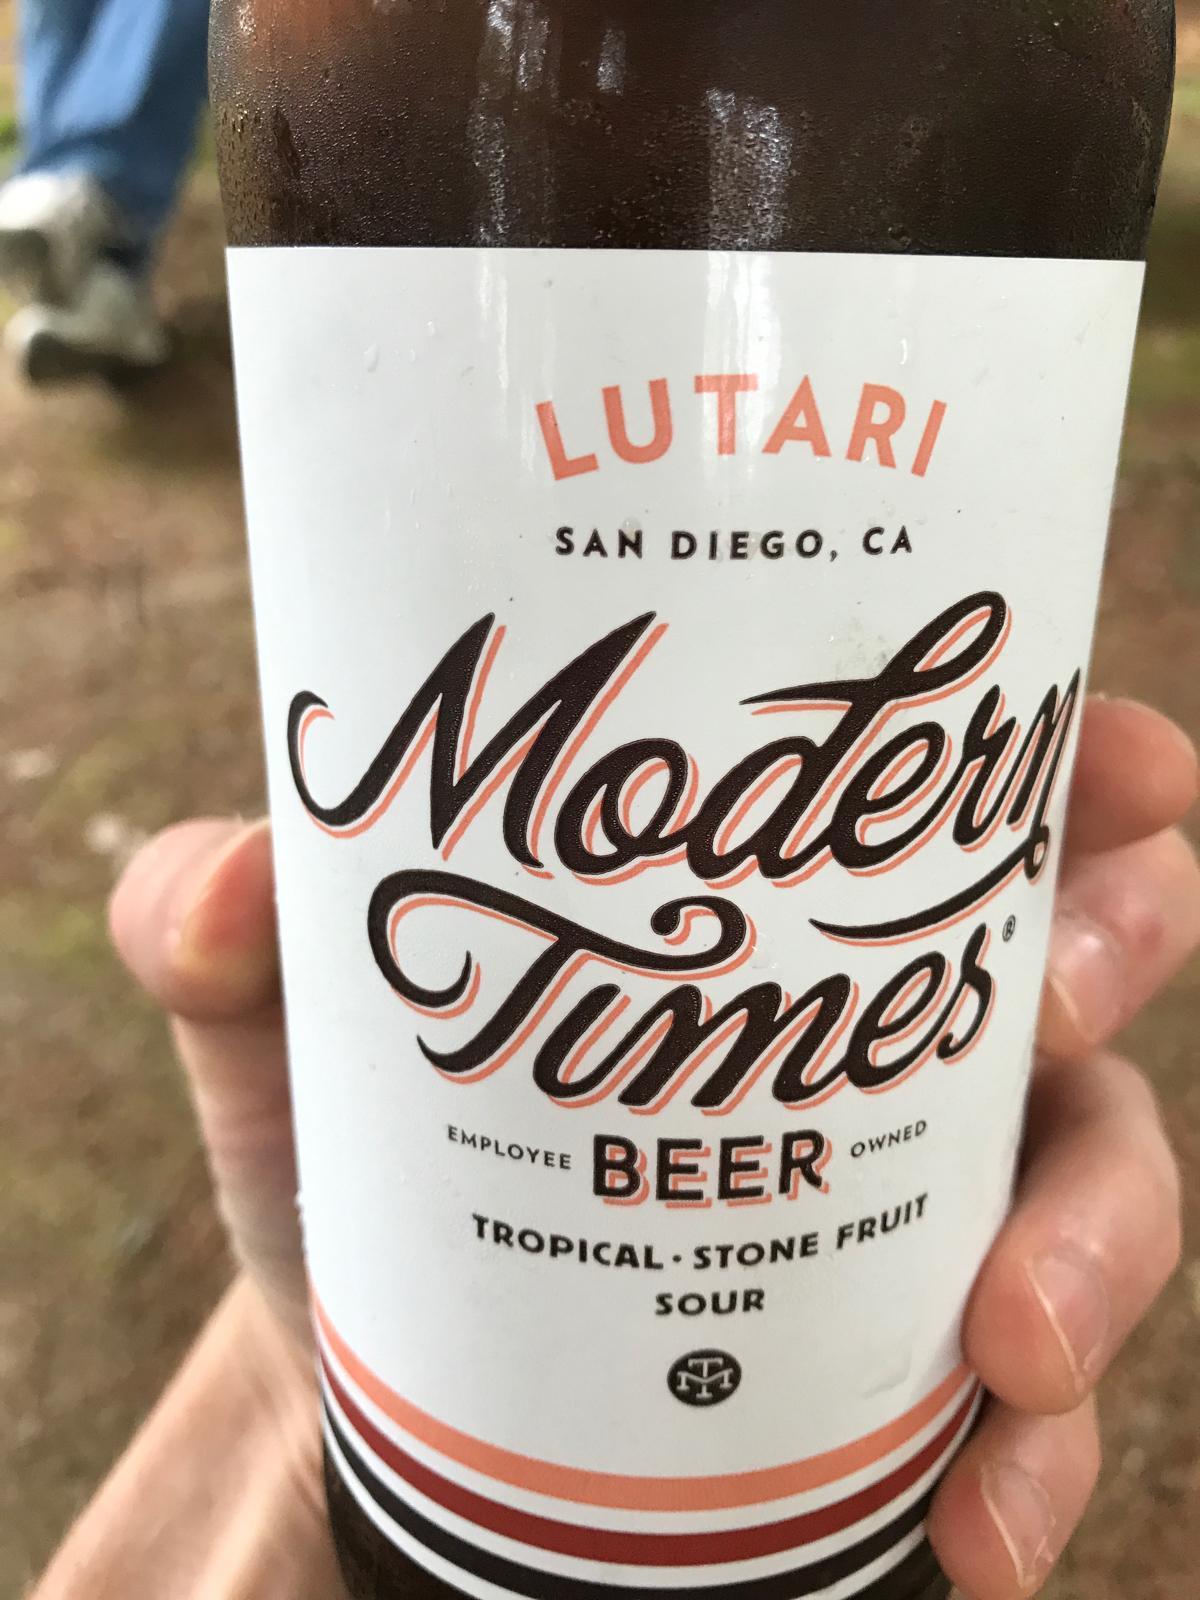 LUTARI
SAN DIEGO, CA
Modern
Times®
EMPLOYEE BEER OWNED
TROPICAL · STONE FRUIT
SOUR